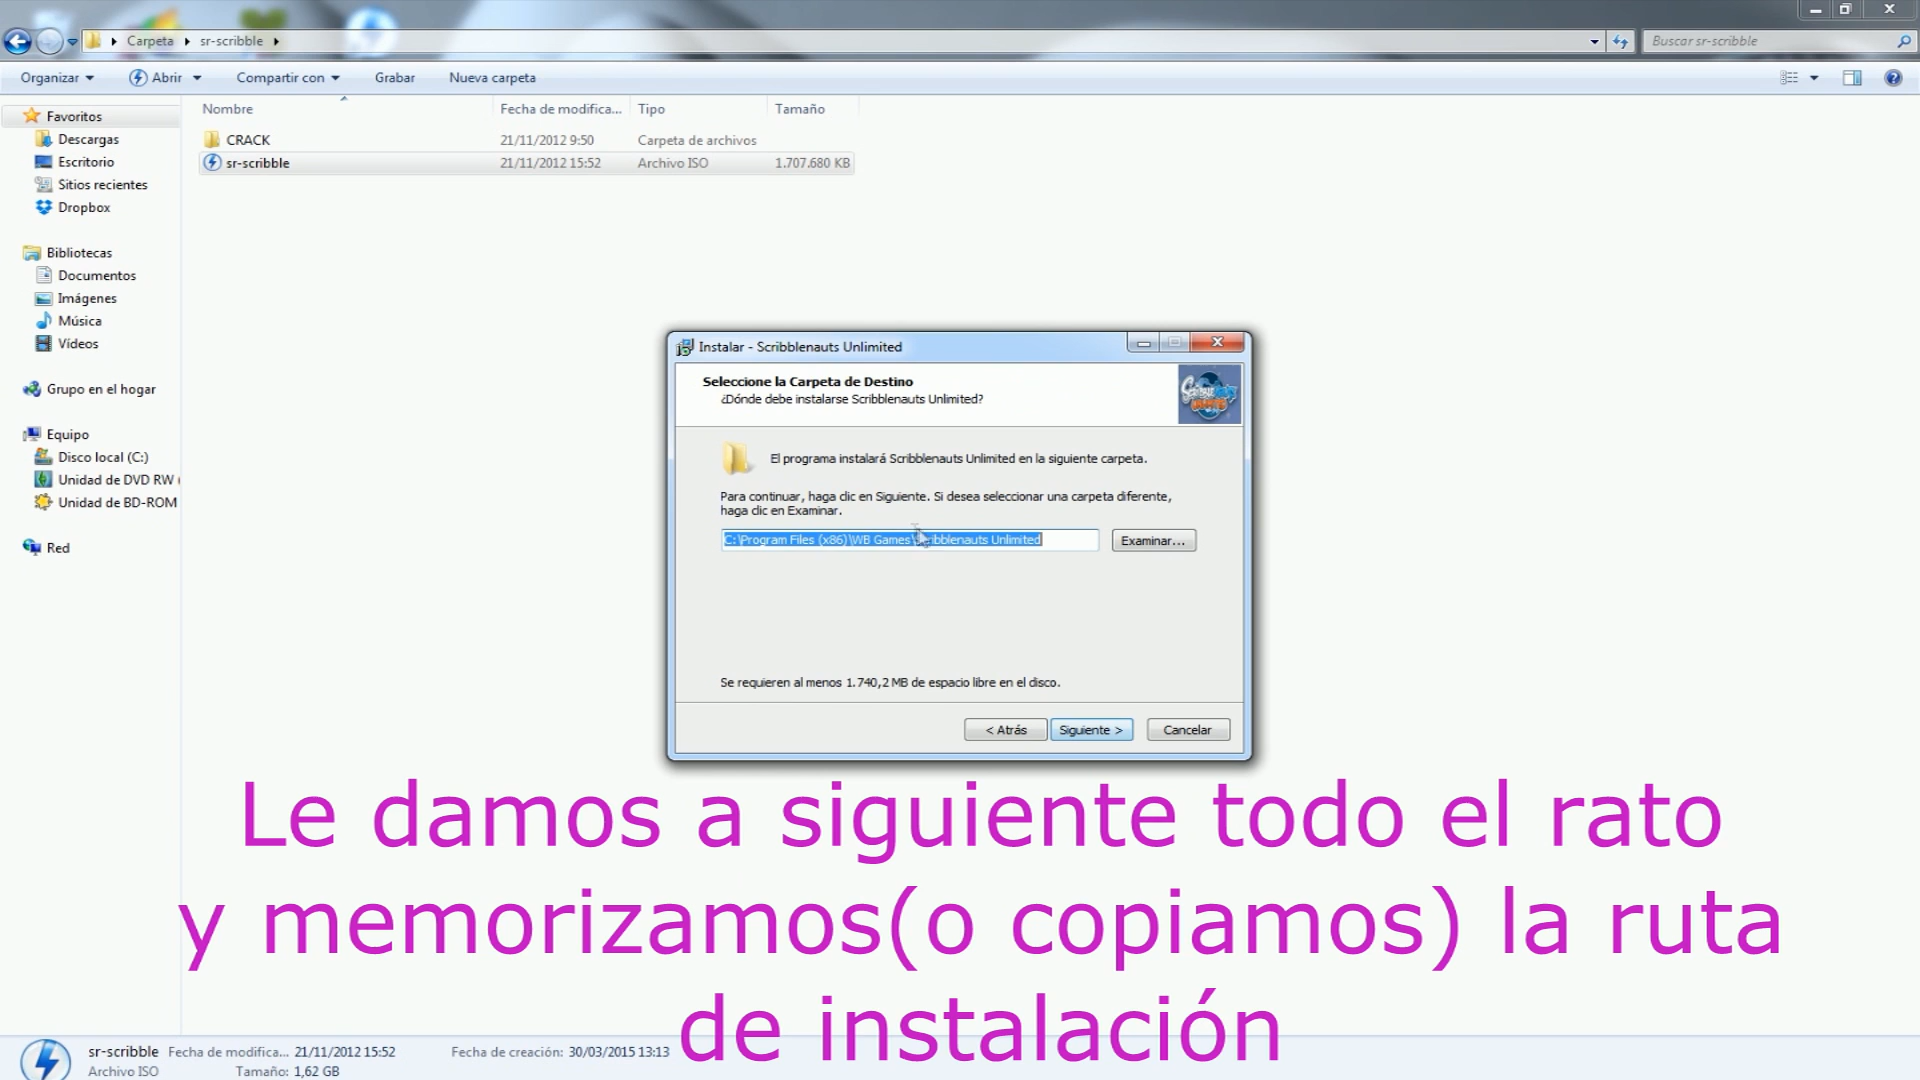 Carpeta sr-scribble
Buscar sr-scribble
Organizar Abrir Compartir con Grabar Nueva carpeta
Nombre Fecha de modifica... Tipo Tamaño
CRACK 21/11/2012 9:50 Carpeta de archivos
sr-scribble 21/11/2012 15:52 Archivo ISO 1.707.680 KB
Favoritos
Descargas
Escritorio
Sitios recientes
Dropbox
Bibliotecas
Documentos
Imágenes
Música
Vídeos
Grupo en el hogar
Equipo
Disco local (C:)
Unidad de DVD RW (
Unidad de BD-ROM
Red
Instalar - Scribblenauts Unlimited
Seleccione la Carpeta de Destino
¿Dónde debe instalarse Scribblenauts Unlimited?
El programa instalará Scribblenauts Unlimited en la siguiente carpeta.
Para continuar, haga clic en Siguiente. Si desea seleccionar una carpeta diferente,
haga clic en Examinar.
C:\Program Files (x86)\WB Games\Scribblenauts Unlimited
Examinar...
Se requieren al menos 1.740,2 MB de espacio libre en el disco.
< Atrás Siguiente > Cancelar
Le damos a siguiente todo el rato
y memorizamos(o copiamos) la ruta
de instalación
sr-scribble Fecha de modifica... 21/11/2012 15:52 Fecha de creación: 30/03/2015 13:13
Archivo ISO Tamaño: 1,62 GB